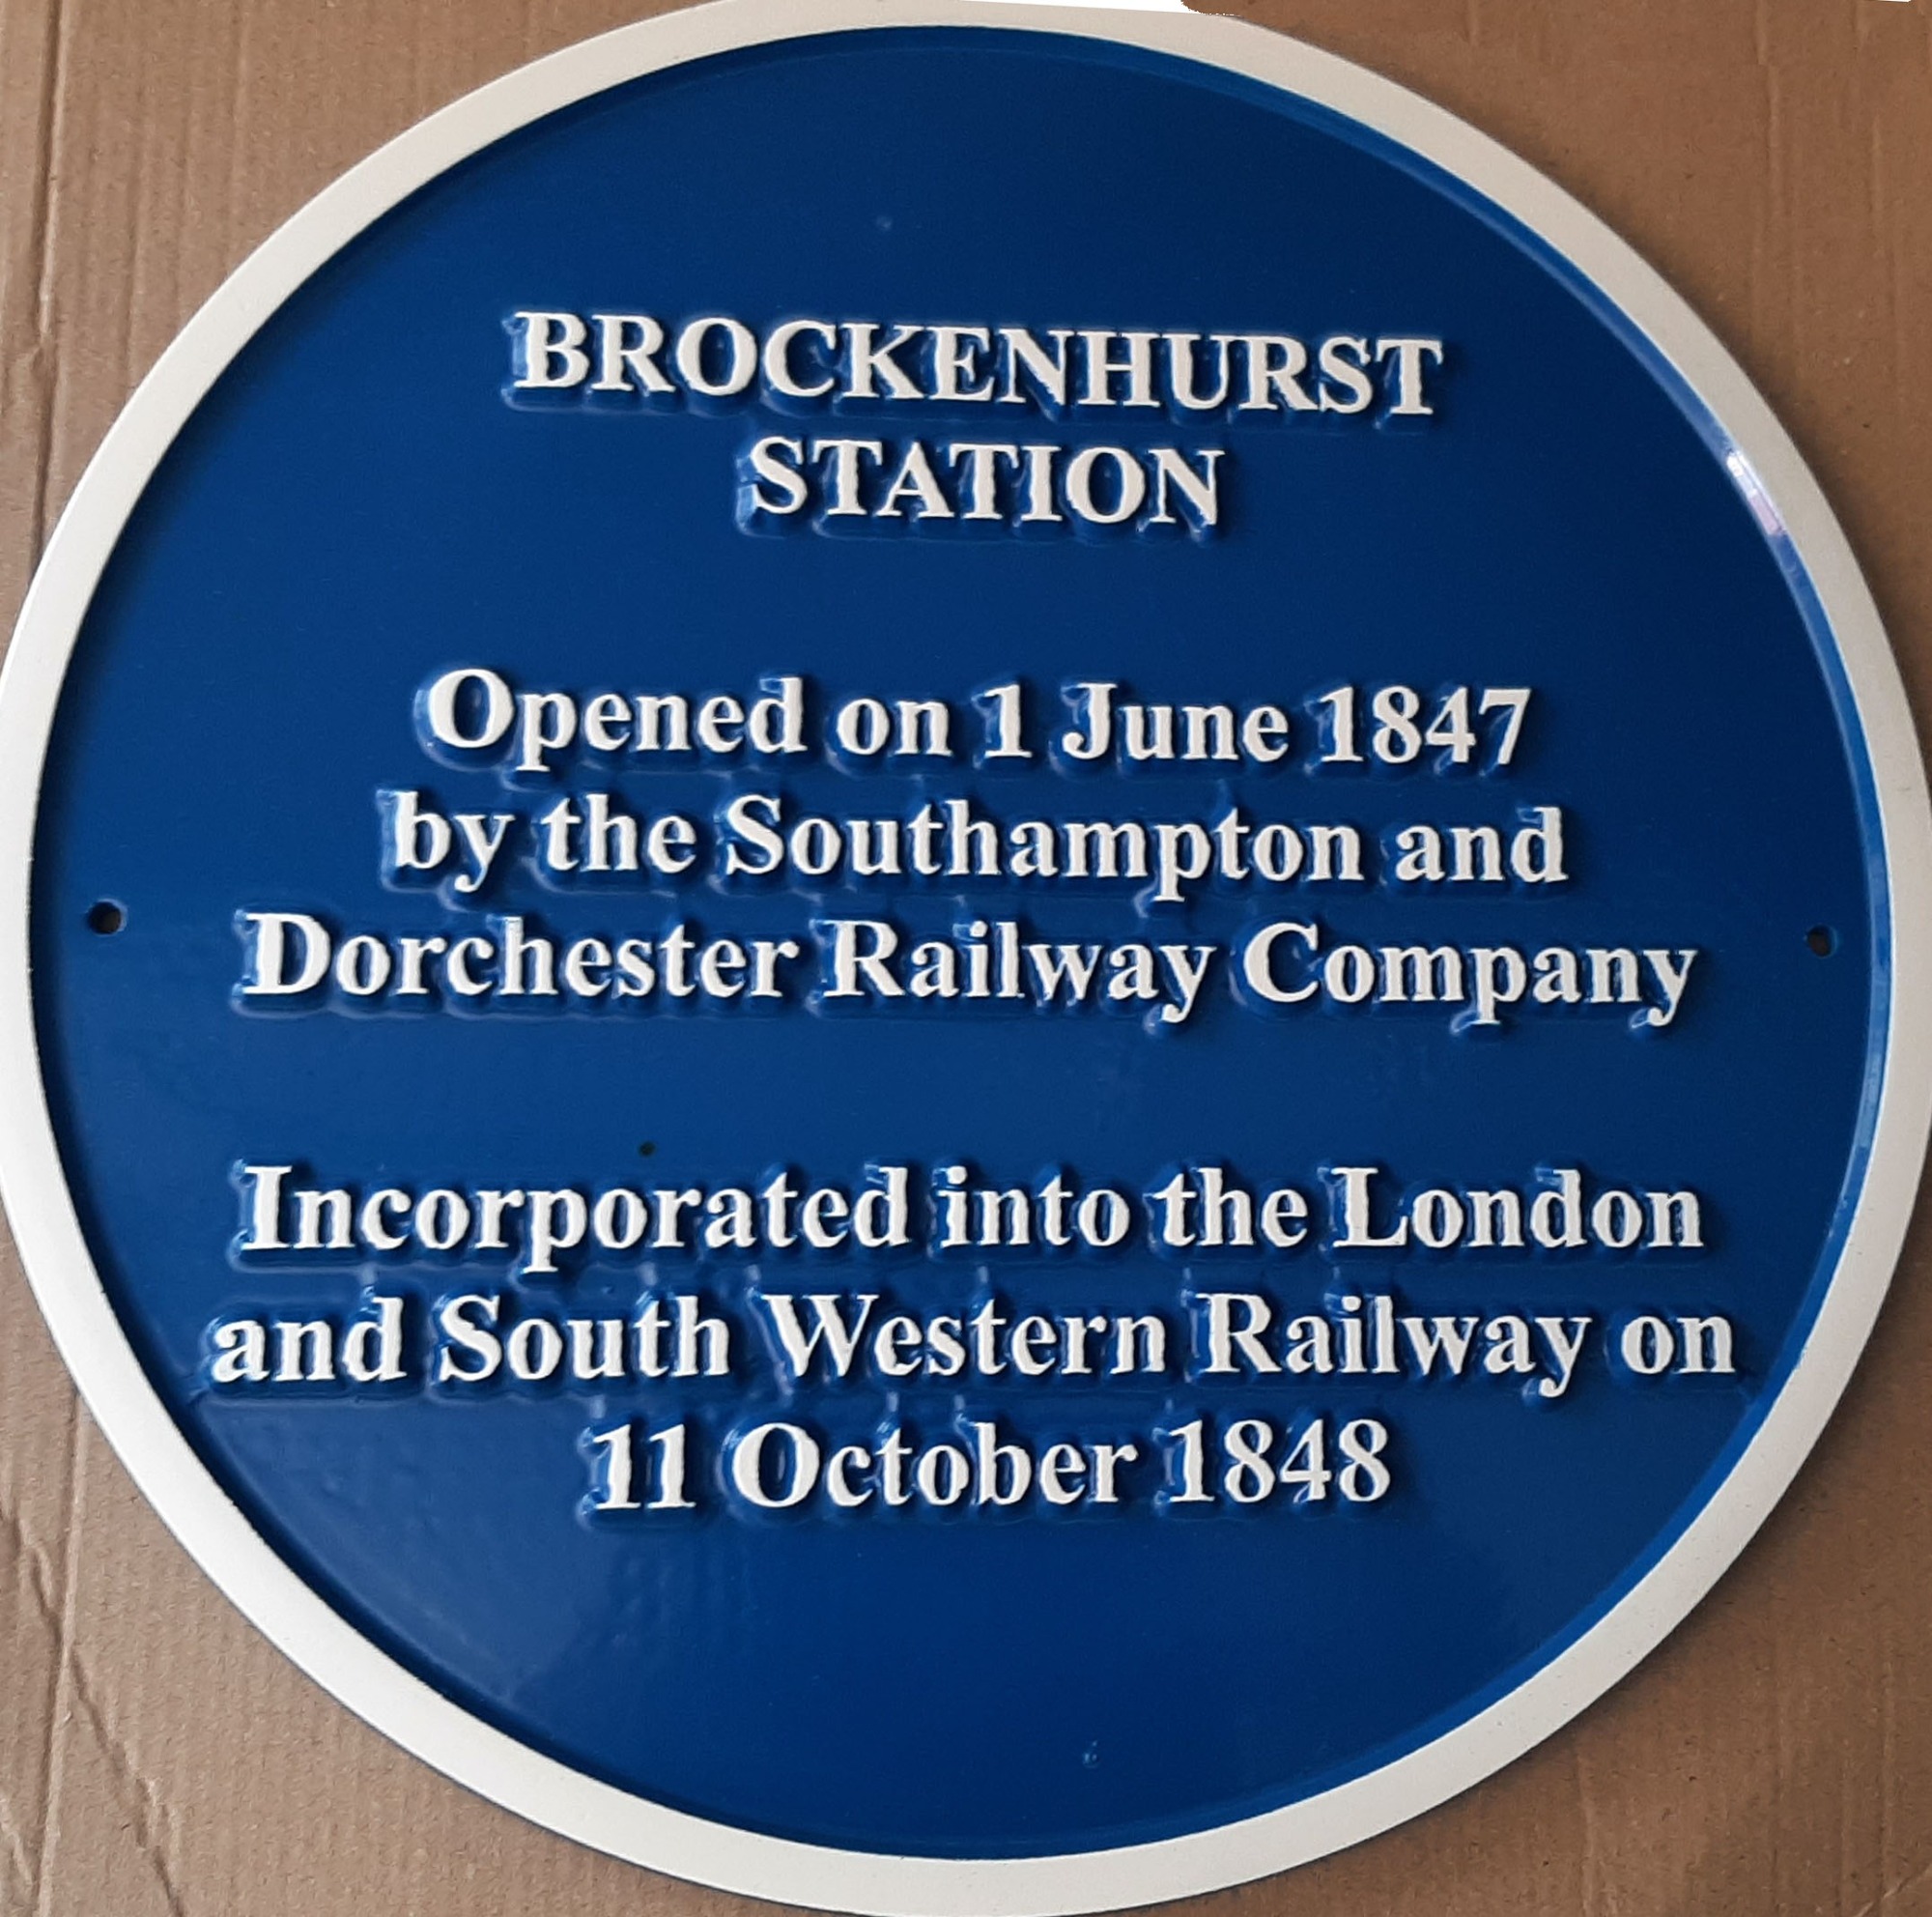 BROCKENHURST
STATION
Opened on 1 June 1847
by the Southampton and
Dorchester Railway Company
Incorporated into the London
and South Western Railway on
11 October 1848